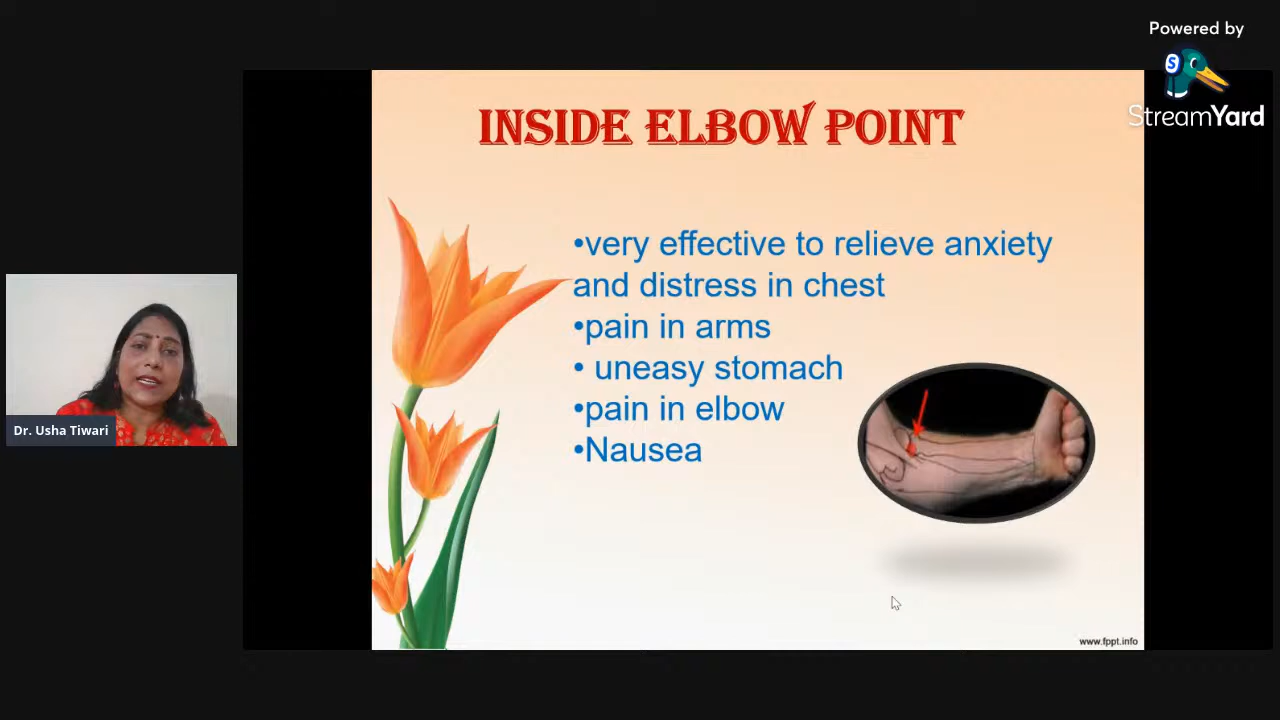 Powered by
StreamYard
INSIDE ELBOW POINT
•very effective to relieve anxiety
and distress in chest
•pain in arms
• uneasy stomach
•pain in elbow
•Nausea
Dr. Usha Tiwari
www.fppt.info